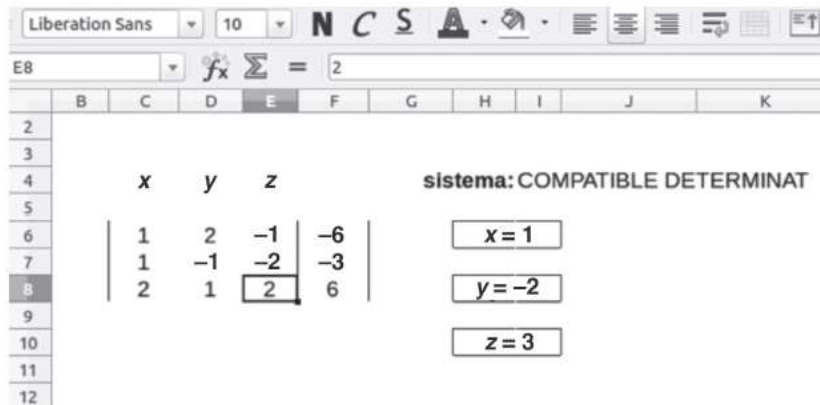 Liberation Sans 10 N C S A
E8 fx Σ = 2
B C D E F G H I J K
2
3
4 x y z sistema: COMPATIBLE DETERMINAT
5
6 1 2 –1 –6 x = 1
7 1 –1 –2 –3
8 2 1 2 6 y = –2
9
10 z = 3
11
12